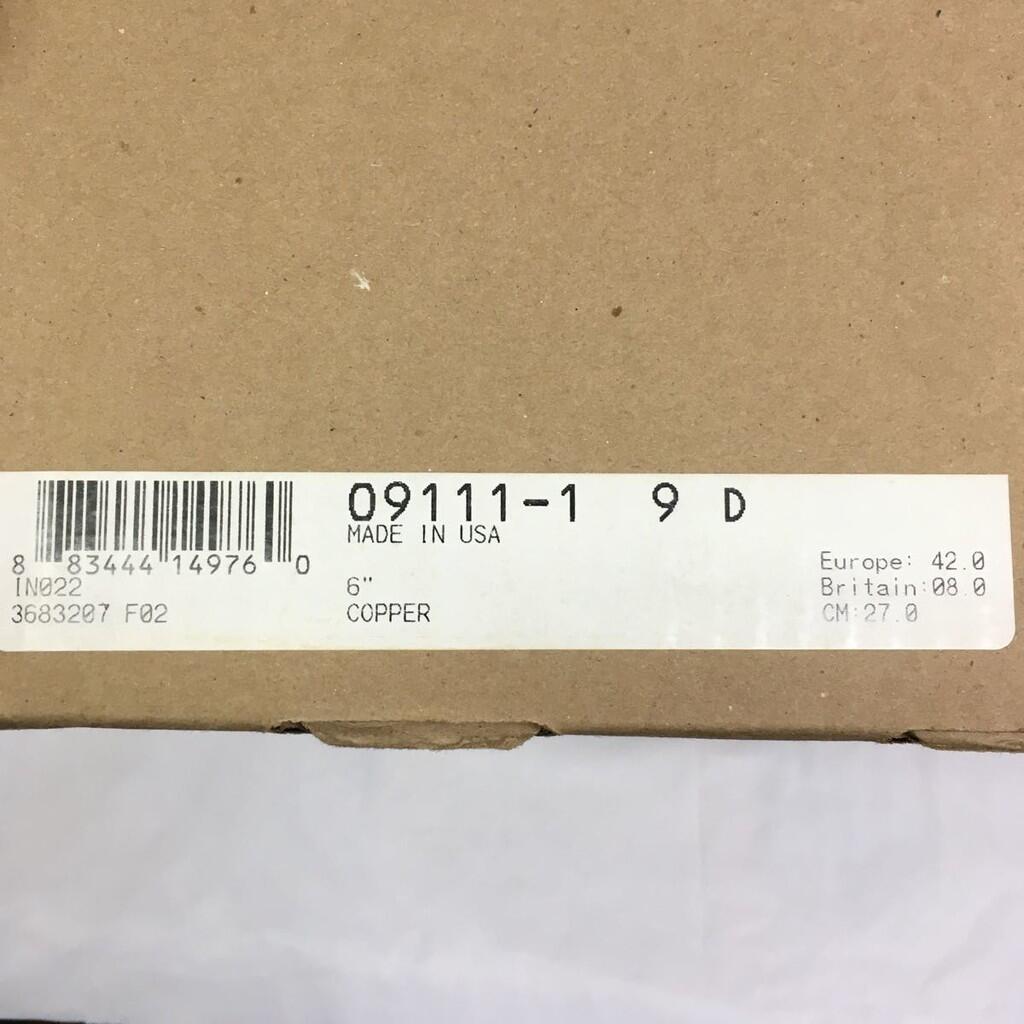 09111-1 9 D
MADE IN USA
8 83444 14976 0
IN022
3683207 F02
6"
COPPER
Europe: 42.0
Britain:08.0
CM:27.0